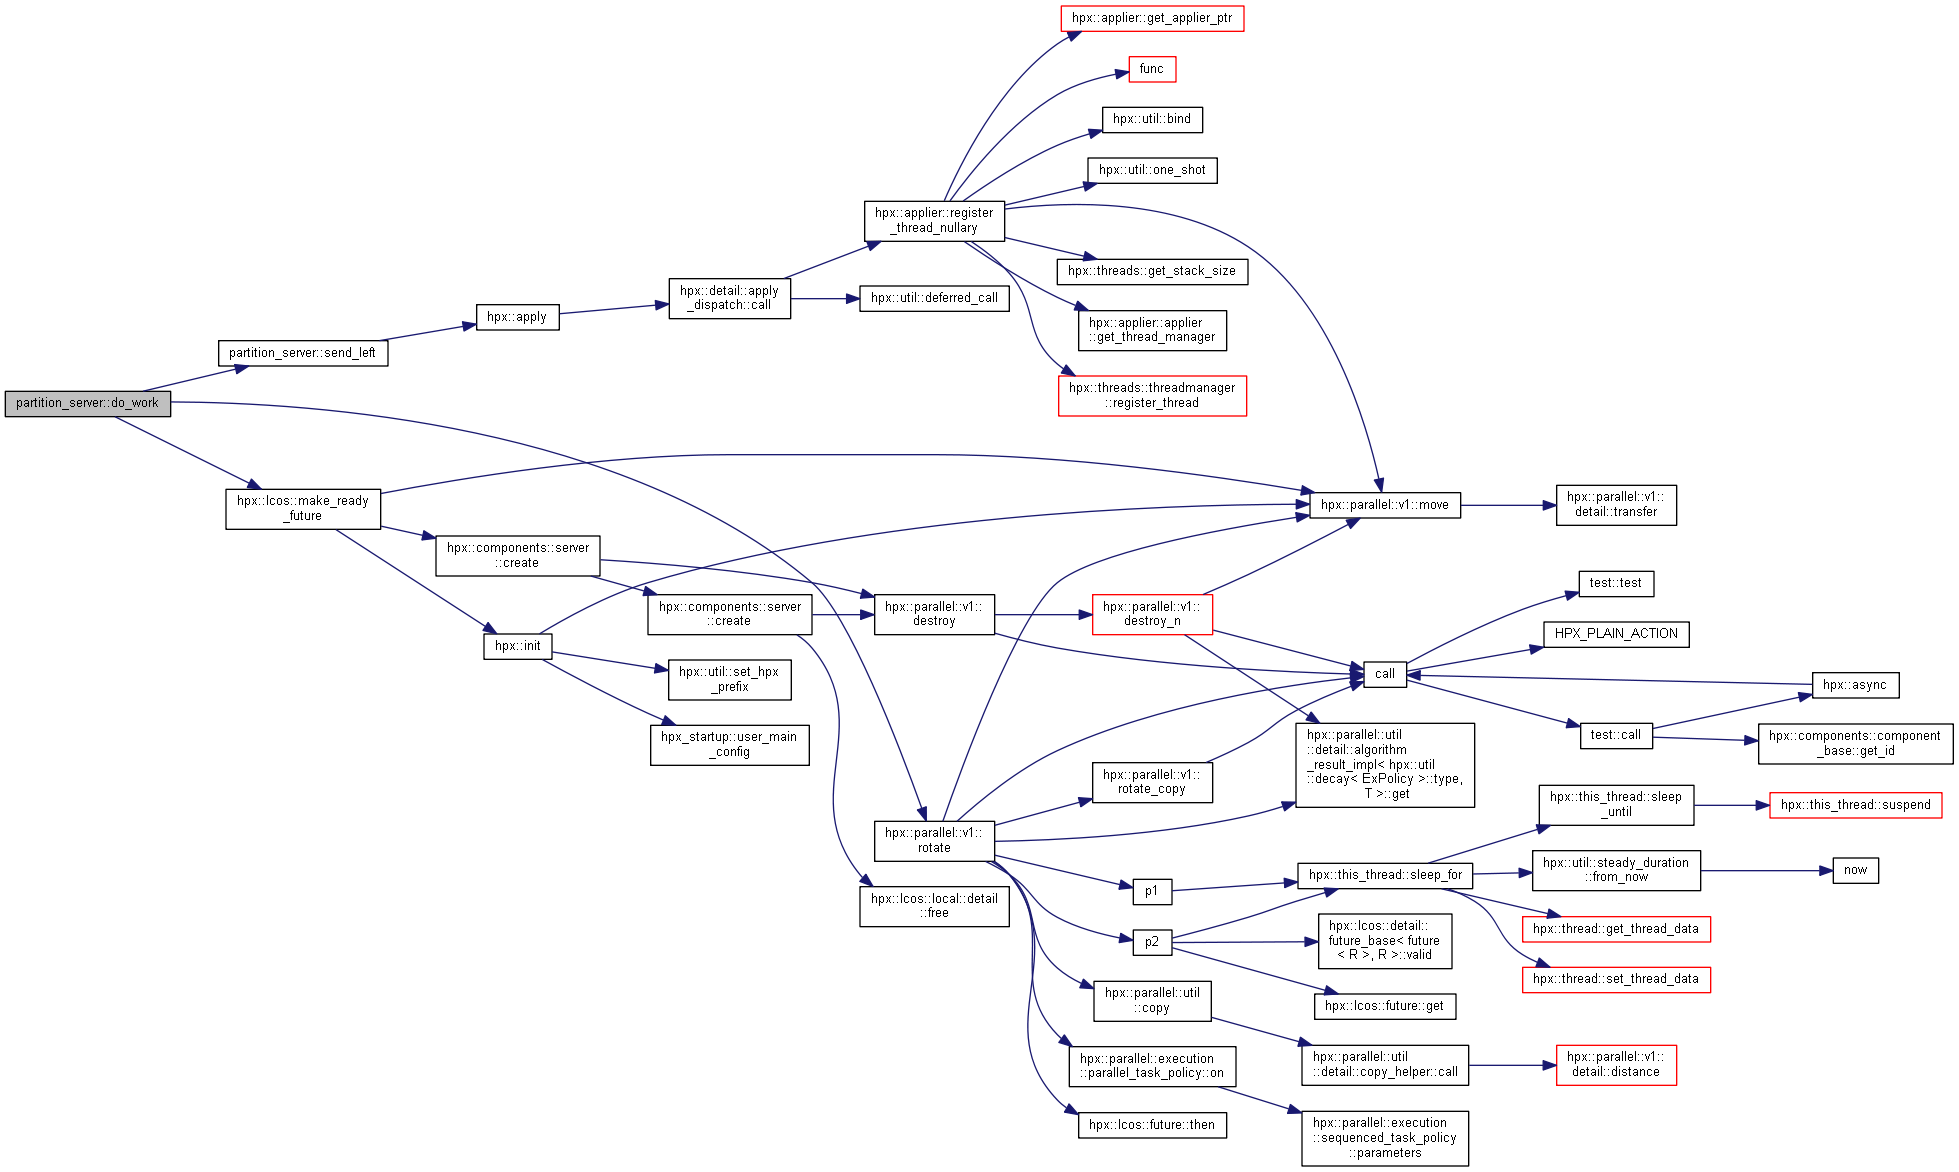 hpx::applier::get_applier_ptr
func
hpx::util::bind
hpx::util::one_shot
hpx::applier::register
_thread_nullary
hpx::threads::get_stack_size
hpx::detail::apply
_dispatch::call
hpx::util::deferred_call
hpx::apply
hpx::applier::applier
::get_thread_manager
partition_server::send_left
hpx::threads::threadmanager
::register_thread
partition_server::do_work
hpx::lcos::make_ready
_future
hpx::parallel::v1::move
hpx::parallel::v1::
detail::transfer
hpx::components::server
::create
test::test
hpx::components::server
::create
hpx::parallel::v1::
destroy
hpx::parallel::v1::
destroy_n
HPX_PLAIN_ACTION
hpx::init
call
hpx::async
hpx::util::set_hpx
_prefix
test::call
hpx::components::component
_base::get_id
hpx_startup::user_main
_config
hpx::parallel::util
::detail::algorithm
_result_impl< hpx::util
::decay< ExPolicy >::type,
T >::get
hpx::parallel::v1::
rotate_copy
hpx::this_thread::sleep
_until
hpx::this_thread::suspend
hpx::parallel::v1::
rotate
hpx::this_thread::sleep_for
hpx::util::steady_duration
::from_now
now
p1
hpx::lcos::local::detail
::free
hpx::thread::get_thread_data
p2
hpx::lcos::detail::
future_base< future
< R >, R >::valid
hpx::thread::set_thread_data
hpx::parallel::util
::copy
hpx::lcos::future::get
hpx::parallel::execution
::parallel_task_policy::on
hpx::parallel::util
::detail::copy_helper::call
hpx::parallel::v1::
detail::distance
hpx::lcos::future::then
hpx::parallel::execution
::sequenced_task_policy
::parameters